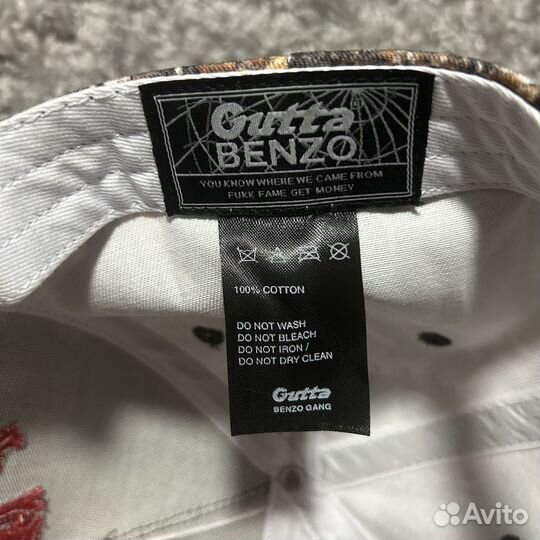 Gutta®
BENZO
YOU KNOW WHERE WE CAME FROM
FUKK FAME GET MONEY
100% COTTON
DO NOT WASH
DO NOT BLEACH
DO NOT IRON /
DO NOT DRY CLEAN
Gutta
BENZO GANG
Avito